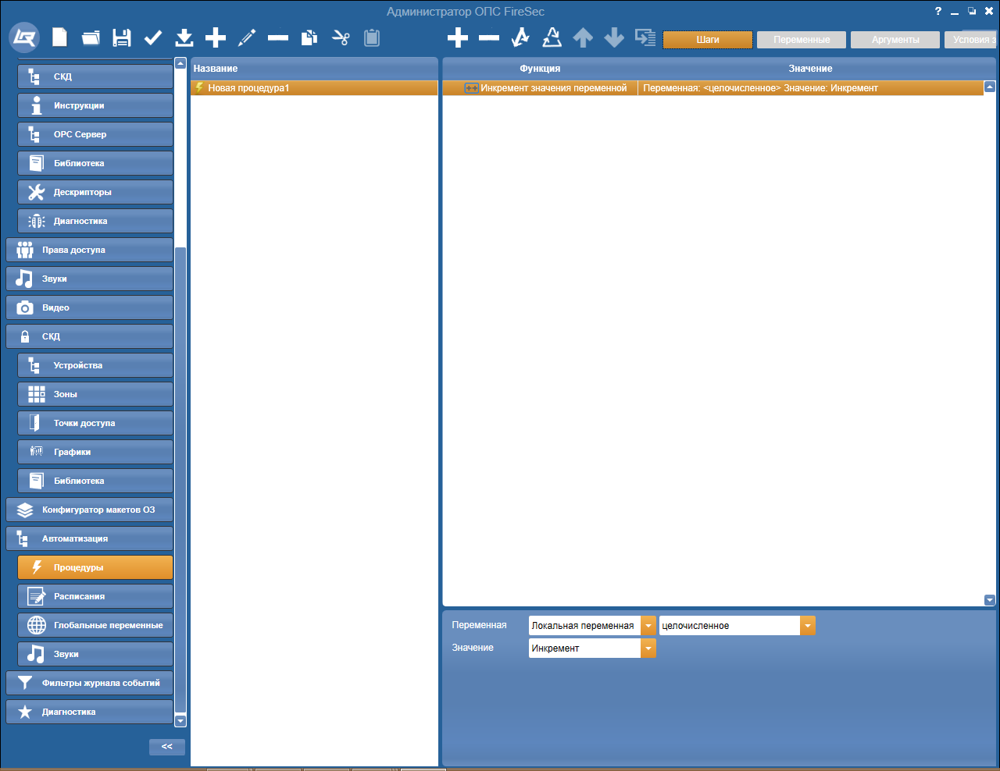 Администратор ОПС FireSec
?
Шаги
Переменные
Аргументы
Условия з
СКД
Инструкции
OPC Сервер
Библиотека
Дескрипторы
Диагностика
Права доступа
Звуки
Видео
СКД
Устройства
Зоны
Точки доступа
Графики
Библиотека
Конфигуратор макетов ОЗ
Автоматизация
Процедуры
Расписания
Глобальные переменные
Звуки
Фильтры журнала событий
Диагностика
<<
Название
Новая процедура1
Функция Значение
++ Инкремент значения переменной Переменная: <целочисленное> Значение: Инкремент
Переменная Локальная переменная целочисленное
Значение Инкремент